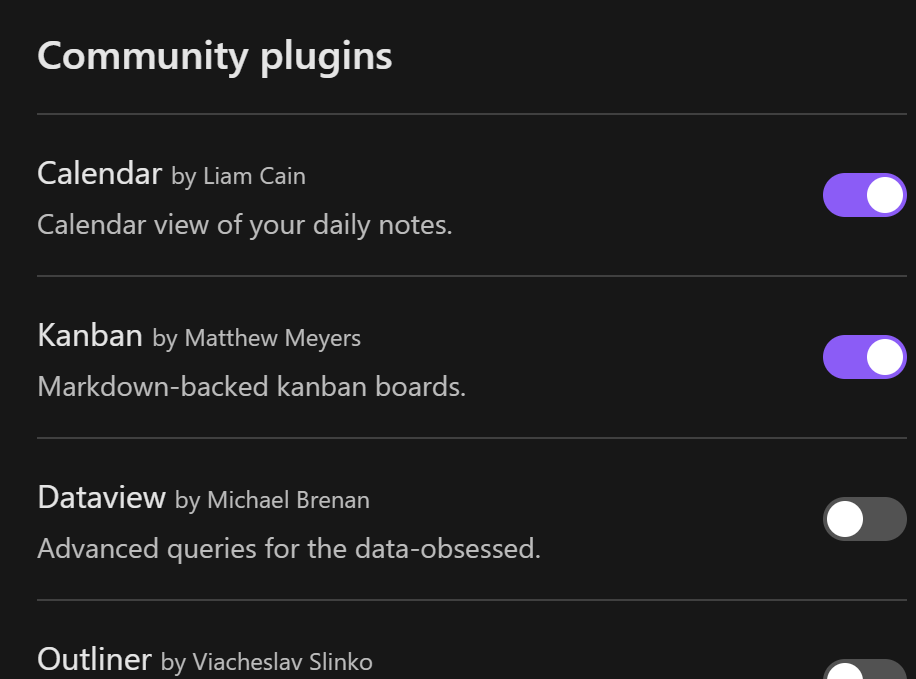 Community plugins
Calendar by Liam Cain
Calendar view of your daily notes.
Kanban by Matthew Meyers
Markdown-backed kanban boards.
Dataview by Michael Brenan
Advanced queries for the data-obsessed.
Outliner by Viacheslav Slinko